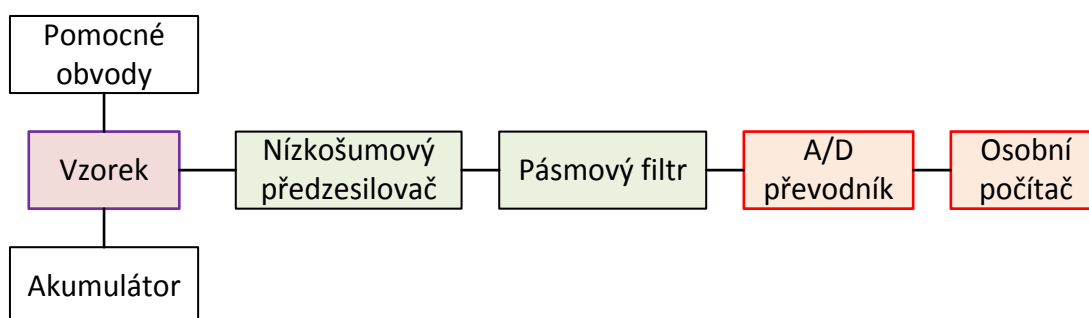 Pomocné
obvody
Vzorek
Nízkošumový
předzesilovač
Pásmový filtr
A/D
převodník
Osobní
počítač
Akumulátor